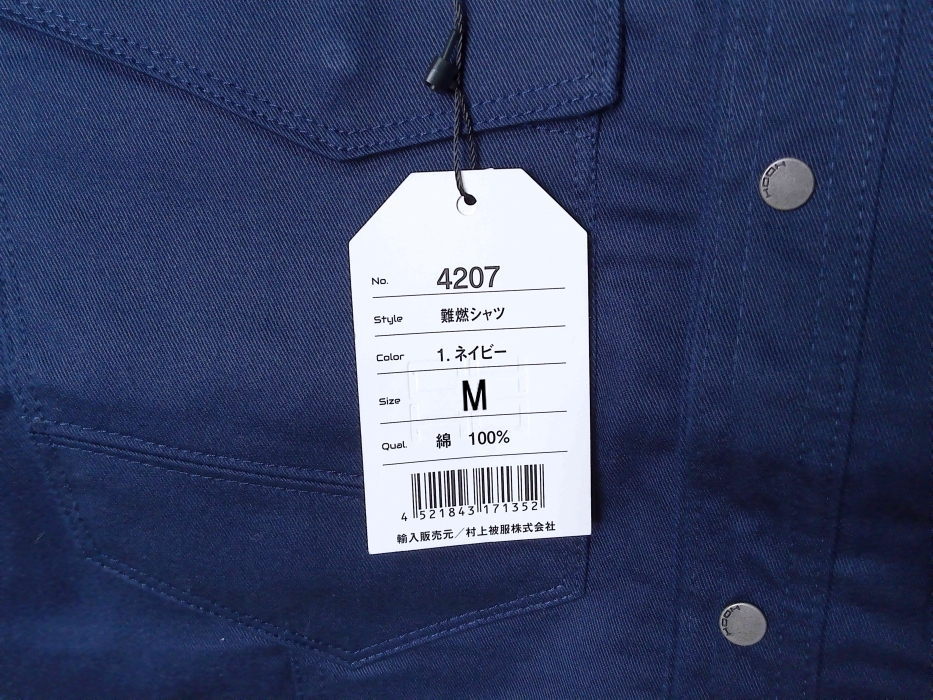 No. 4207
Style 難燃シャツ
Color 1. ネイビー
Size M
Qual. 綿 100%
4 521843 171352
輸入販売元／村上被服株式会社
HOOH
HOOH